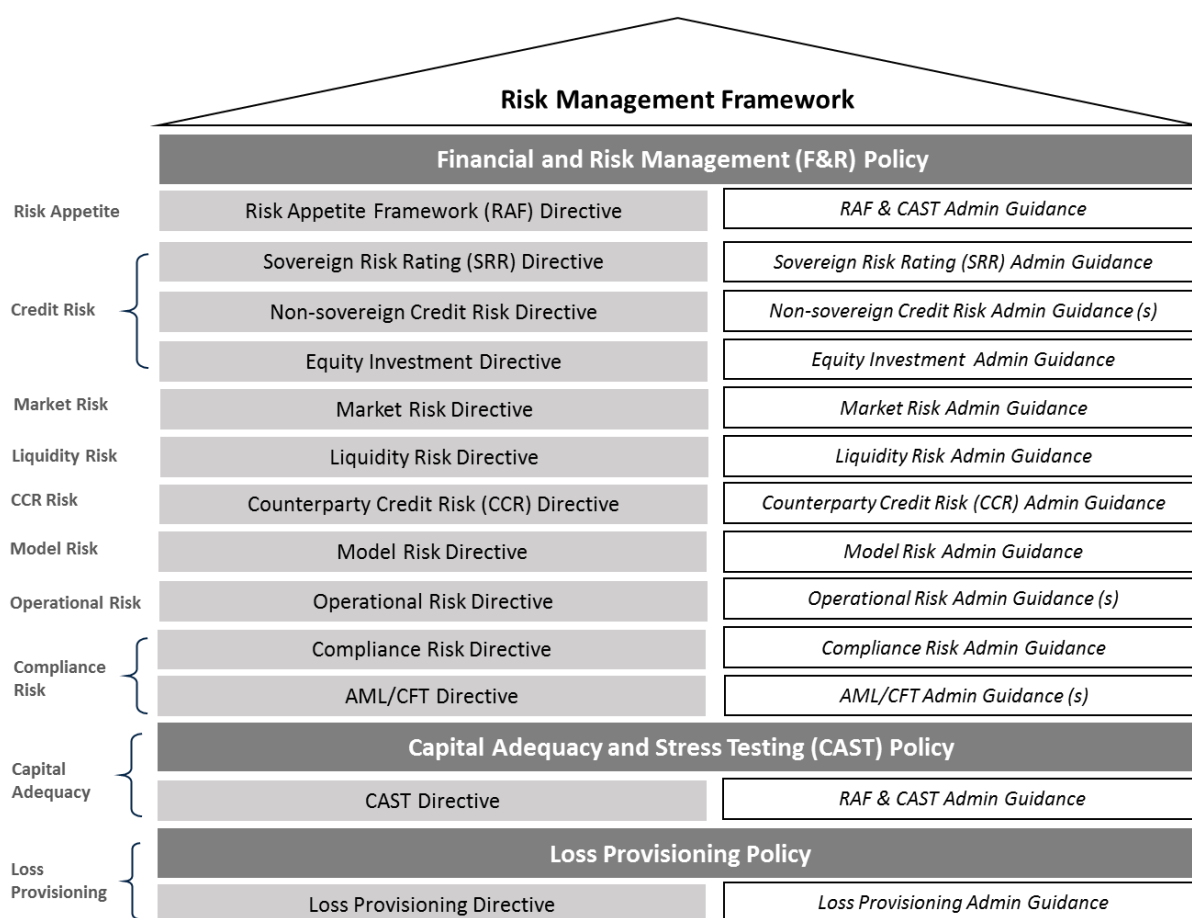 Risk Management Framework
Financial and Risk Management (F&R) Policy
Risk Appetite
Risk Appetite Framework (RAF) Directive
RAF & CAST Admin Guidance
Credit Risk
Sovereign Risk Rating (SRR) Directive
Sovereign Risk Rating (SRR) Admin Guidance
Non-sovereign Credit Risk Directive
Non-sovereign Credit Risk Admin Guidance (s)
Equity Investment Directive
Equity Investment Admin Guidance
Market Risk
Market Risk Directive
Market Risk Admin Guidance
Liquidity Risk
Liquidity Risk Directive
Liquidity Risk Admin Guidance
CCR Risk
Counterparty Credit Risk (CCR) Directive
Counterparty Credit Risk (CCR) Admin Guidance
Model Risk
Model Risk Directive
Model Risk Admin Guidance
Operational Risk
Operational Risk Directive
Operational Risk Admin Guidance (s)
Compliance
Risk
Compliance Risk Directive
Compliance Risk Admin Guidance
AML/CFT Directive
AML/CFT Admin Guidance (s)
Capital Adequacy and Stress Testing (CAST) Policy
Capital
Adequacy
CAST Directive
RAF & CAST Admin Guidance
Loss Provisioning Policy
Loss
Provisioning
Loss Provisioning Directive
Loss Provisioning Admin Guidance